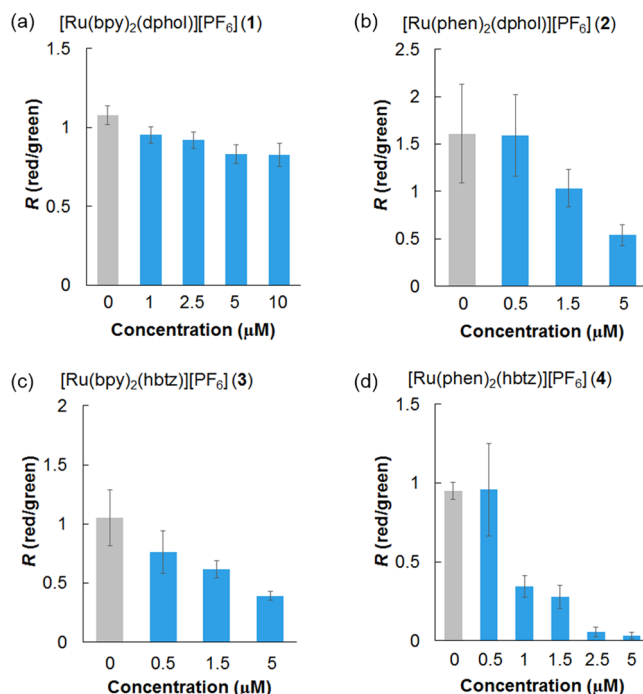 (a) [Ru(bpy)₂(dphol)][PF₆] (1)
R (red/green)
1.5
1
0.5
0
0 1 2.5 5 10
Concentration (μM)
(b) [Ru(phen)₂(dphol)][PF₆] (2)
R (red/green)
2.5
2
1.5
1
0.5
0
0 0.5 1.5 5
Concentration (μM)
(c) [Ru(bpy)₂(hbtz)][PF₆] (3)
R (red/green)
2
1.5
1
0.5
0
0 0.5 1.5 5
Concentration (μM)
(d) [Ru(phen)₂(hbtz)][PF₆] (4)
R (red/green)
1.5
1
0.5
0
0 0.5 1 1.5 2.5 5
Concentration (μM)